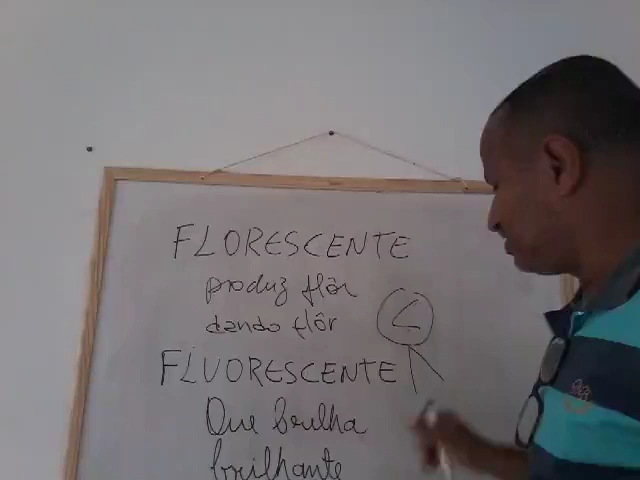 FLORESCENTE
produz flôr
dando flôr
FLUORESCENTE
Que brilha
brilhante